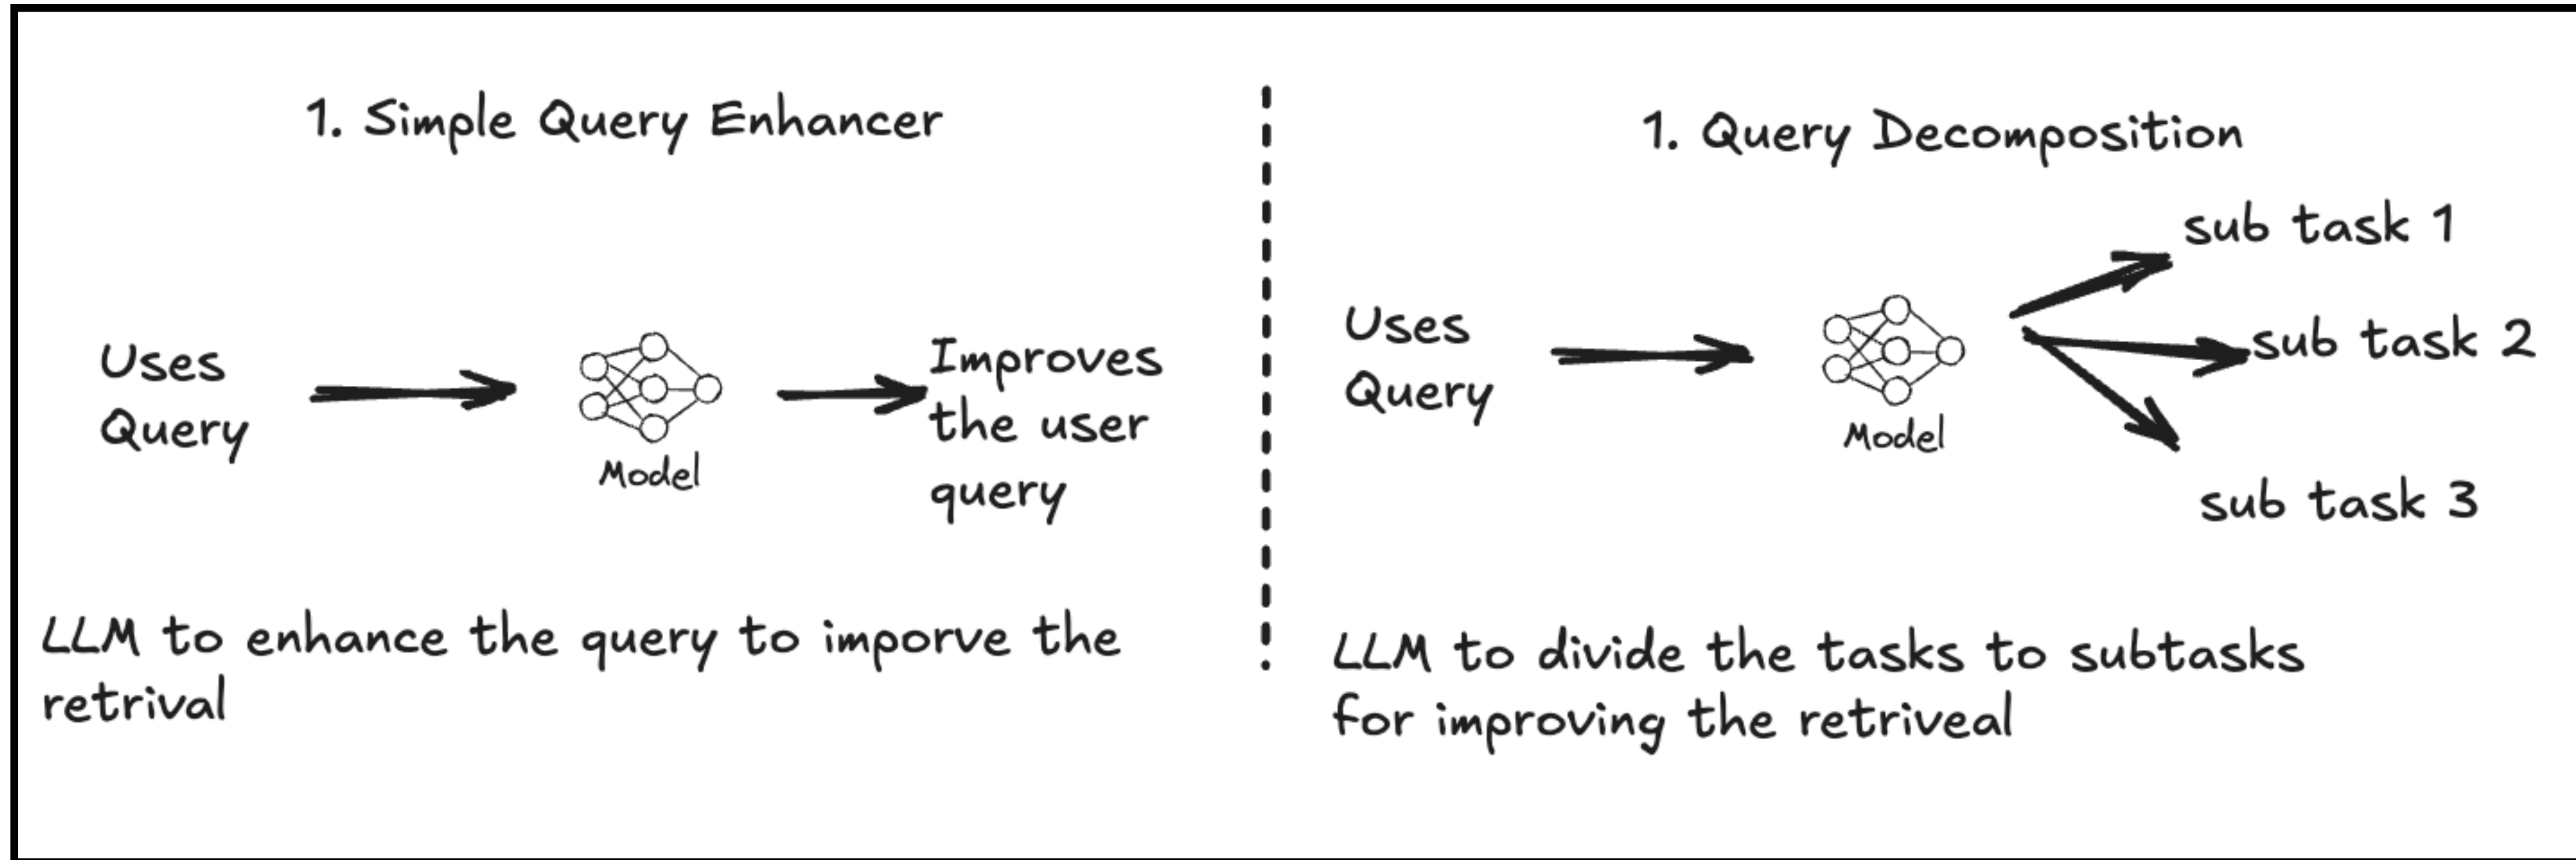 1. Simple Query Enhancer
Uses
Query
Model
Improves
the user
query
LLM to enhance the query to imporve the
retrival
1. Query Decomposition
Uses
Query
Model
sub task 1
sub task 2
sub task 3
LLM to divide the tasks to subtasks
for improving the retriveal